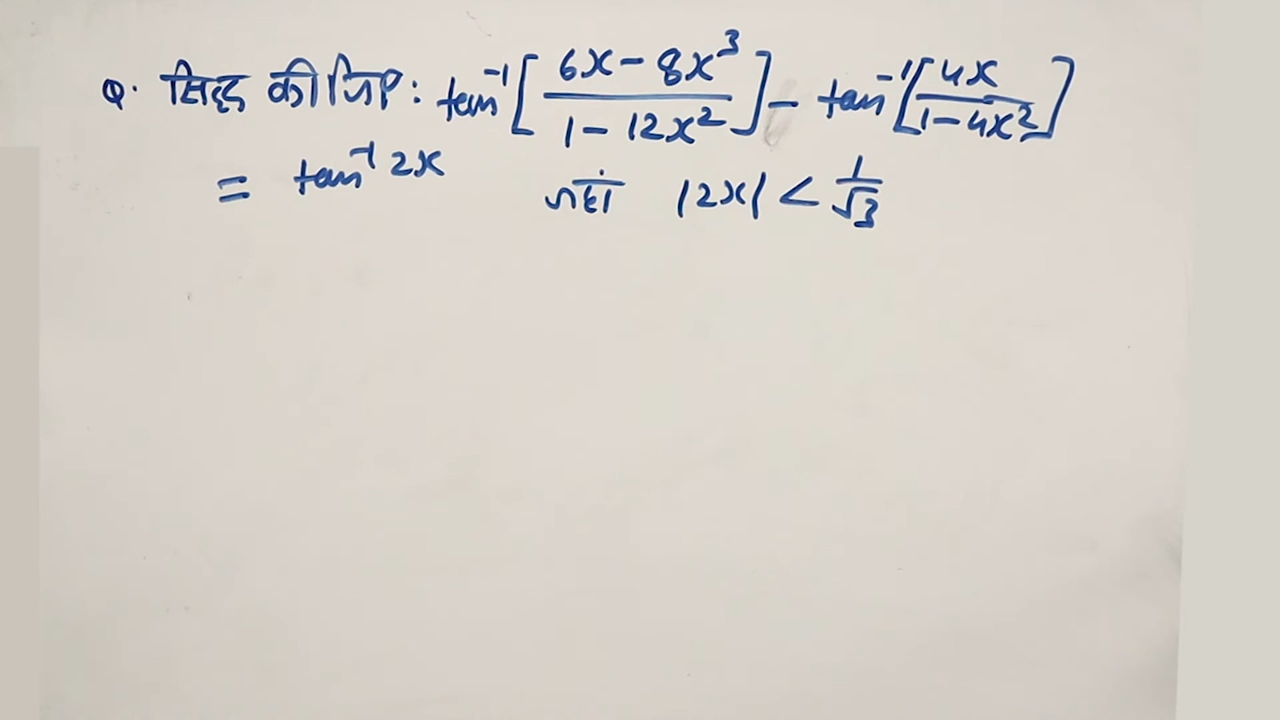 Q. सिद्ध कीजिए : tan⁻¹[(6x − 8x³)/(1 − 12x²)] − tan⁻¹[4x/(1 − 4x²)]
= tan⁻¹ 2x जहां |2x| < 1/√3